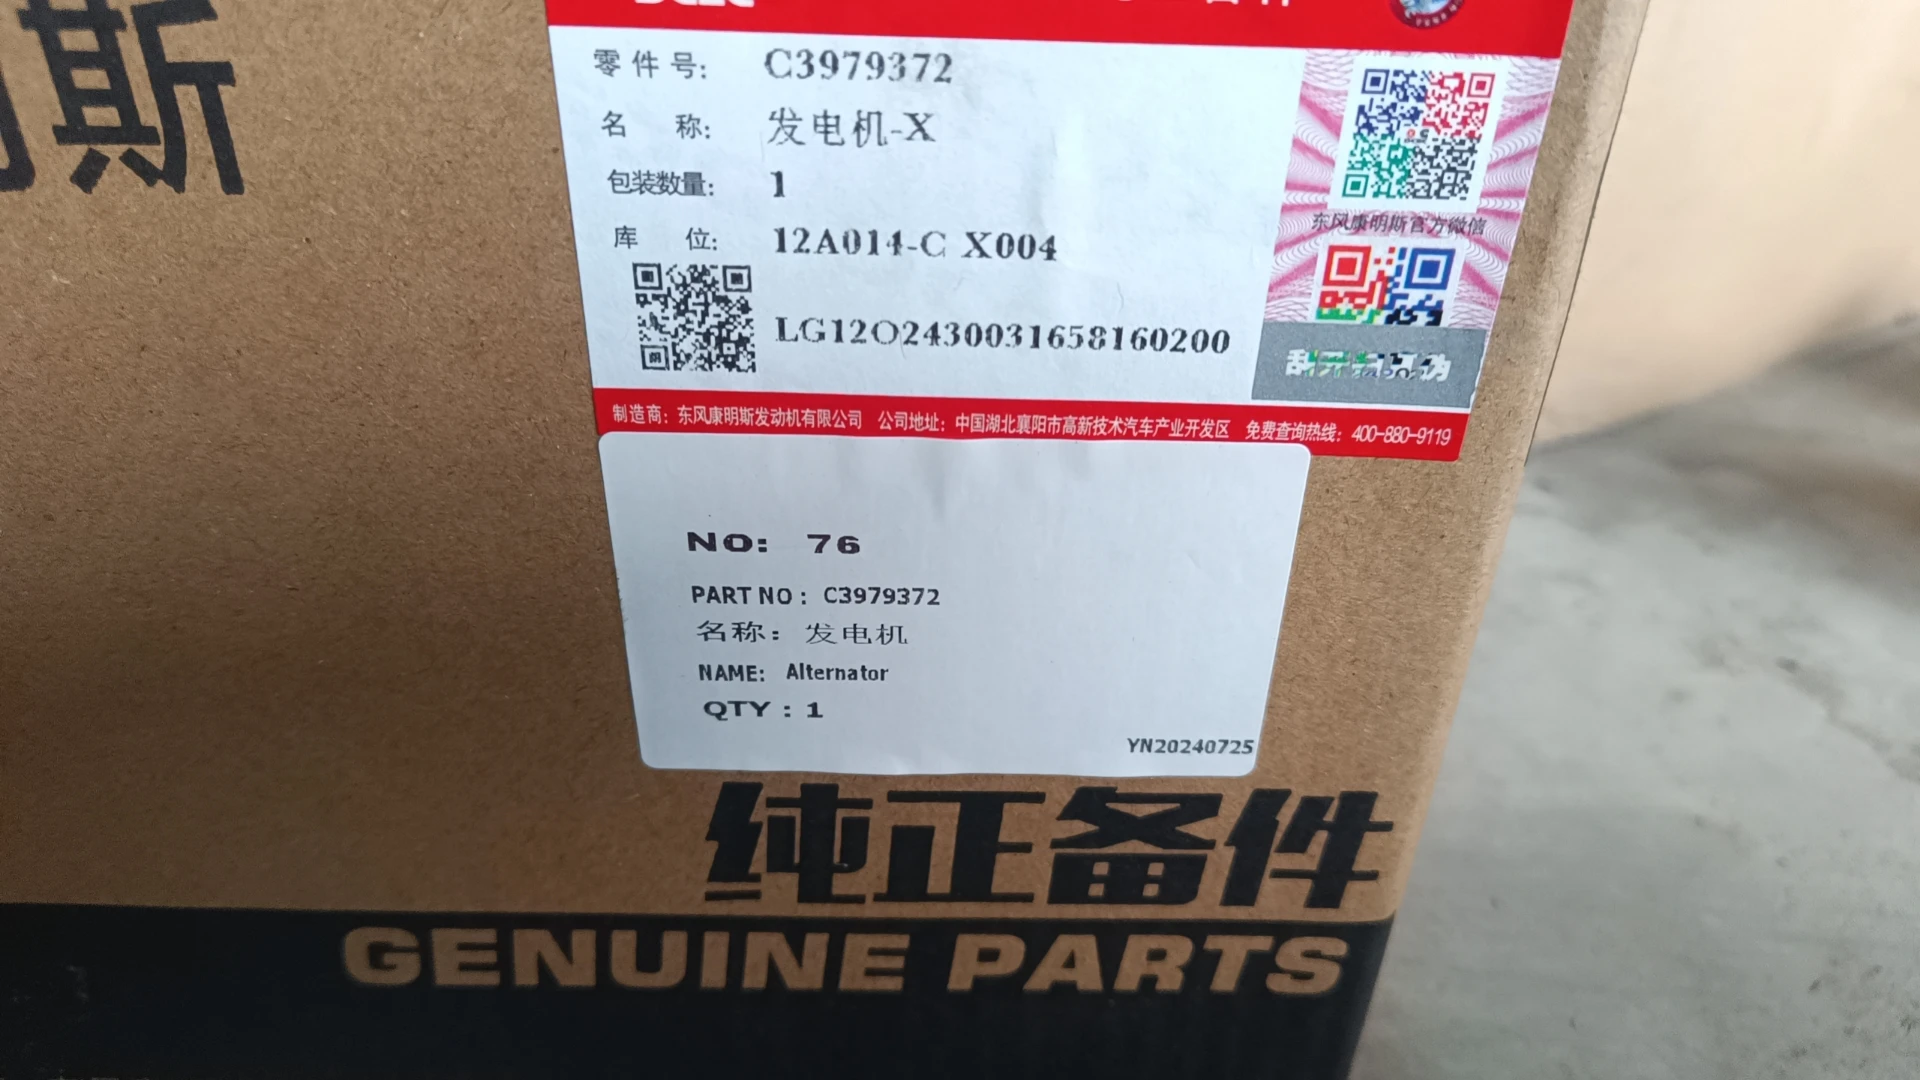 斯
零件号: C3979372
名 称: 发电机-X
包装数量: 1
库 位: 12A014-C X004
LG12O2430031658160200
东风康明斯官方微信
制造商: 东风康明斯发动机有限公司 公司地址: 中国湖北襄阳市高新技术汽车产业开发区 免费查询热线: 400-880-9119
NO: 76
PART NO: C3979372
名称: 发电机
NAME: Alternator
QTY : 1
YN20240725
纯正备件
GENUINE PARTS